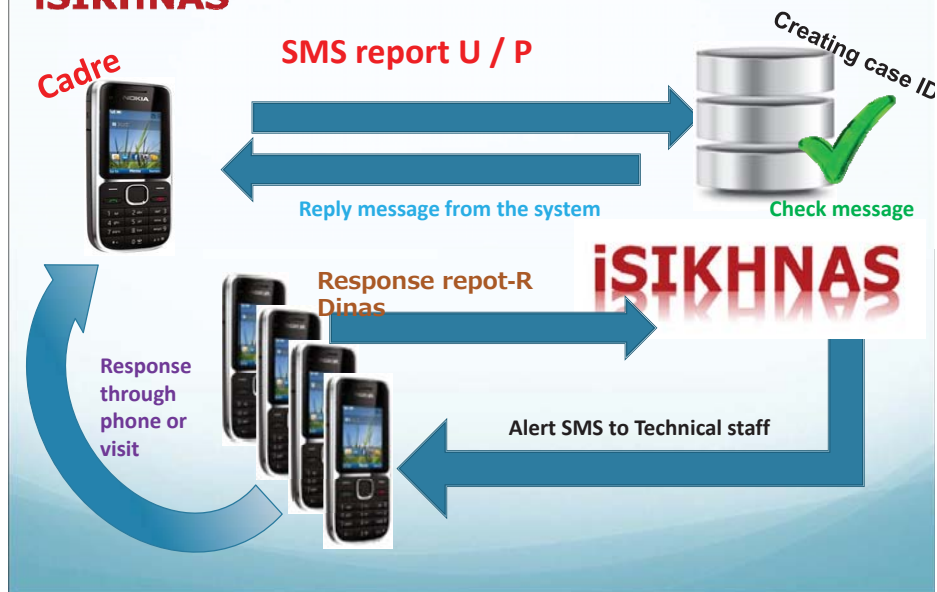 iSIKHNAS
SMS report U / P
Creating case ID
Cadre
NOKIA
Reply message from the system
Check message
iSIKHNAS
Response repot-R
Dinas
Response
through
phone or
visit
Alert SMS to Technical staff